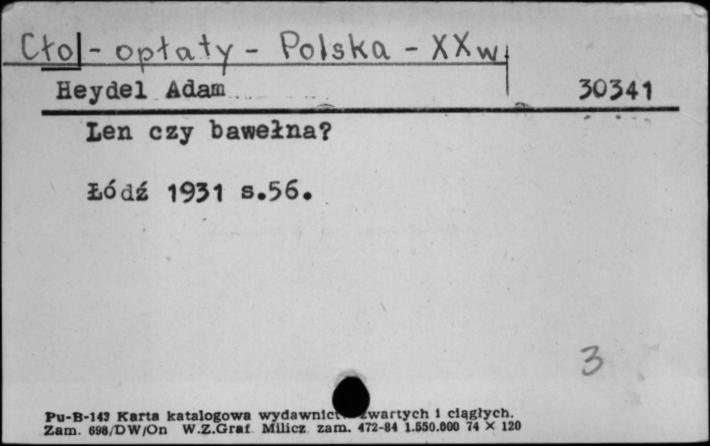 Cło - opłaty - Polska - XX w.
Heydel Adam 30341
Len czy bawełna?
Łódź 1931 s.56.
3
Pu-B-143 Karta katalogowa wydawnictw zwartych i ciągłych.
Zam. 698/DW/On W.Z.Graf. Milicz zam. 472-84 1.550.000 74 X 120